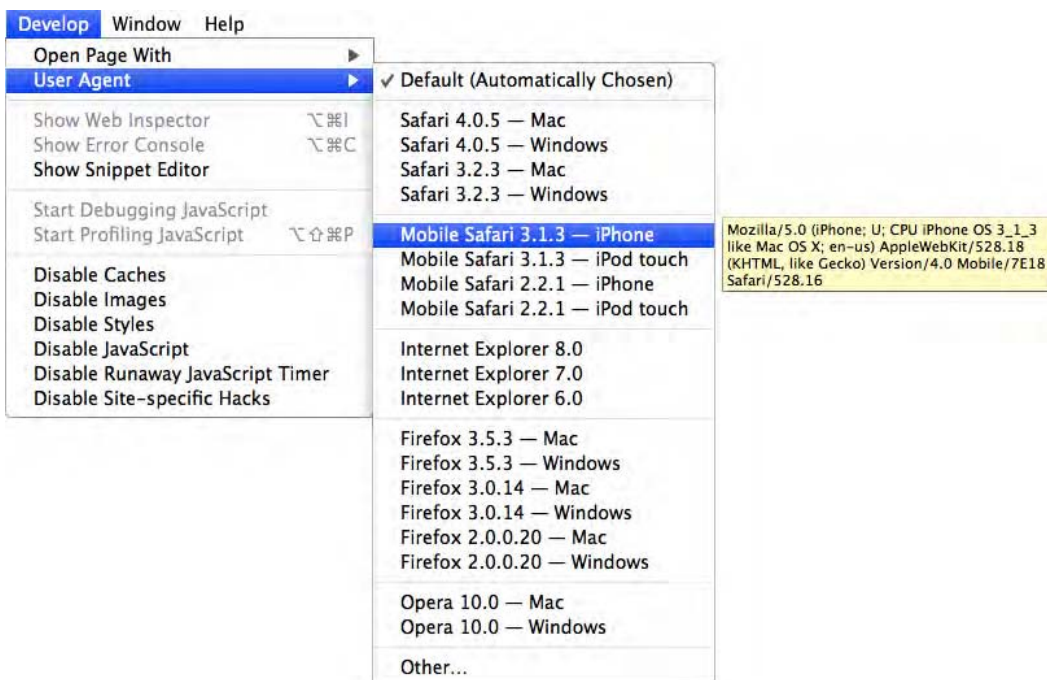 Develop Window Help
Open Page With ▶
User Agent ▶
Show Web Inspector ⌥⌘I
Show Error Console ⌥⌘C
Show Snippet Editor
Start Debugging JavaScript
Start Profiling JavaScript ⌥⇧⌘P
Disable Caches
Disable Images
Disable Styles
Disable JavaScript
Disable Runaway JavaScript Timer
Disable Site-specific Hacks
✓ Default (Automatically Chosen)
Safari 4.0.5 — Mac
Safari 4.0.5 — Windows
Safari 3.2.3 — Mac
Safari 3.2.3 — Windows
Mobile Safari 3.1.3 — iPhone
Mobile Safari 3.1.3 — iPod touch
Mobile Safari 2.2.1 — iPhone
Mobile Safari 2.2.1 — iPod touch
Internet Explorer 8.0
Internet Explorer 7.0
Internet Explorer 6.0
Firefox 3.5.3 — Mac
Firefox 3.5.3 — Windows
Firefox 3.0.14 — Mac
Firefox 3.0.14 — Windows
Firefox 2.0.0.20 — Mac
Firefox 2.0.0.20 — Windows
Opera 10.0 — Mac
Opera 10.0 — Windows
Other...
Mozilla/5.0 (iPhone; U; CPU iPhone OS 3_1_3
like Mac OS X; en-us) AppleWebKit/528.18
(KHTML, like Gecko) Version/4.0 Mobile/7E18
Safari/528.16